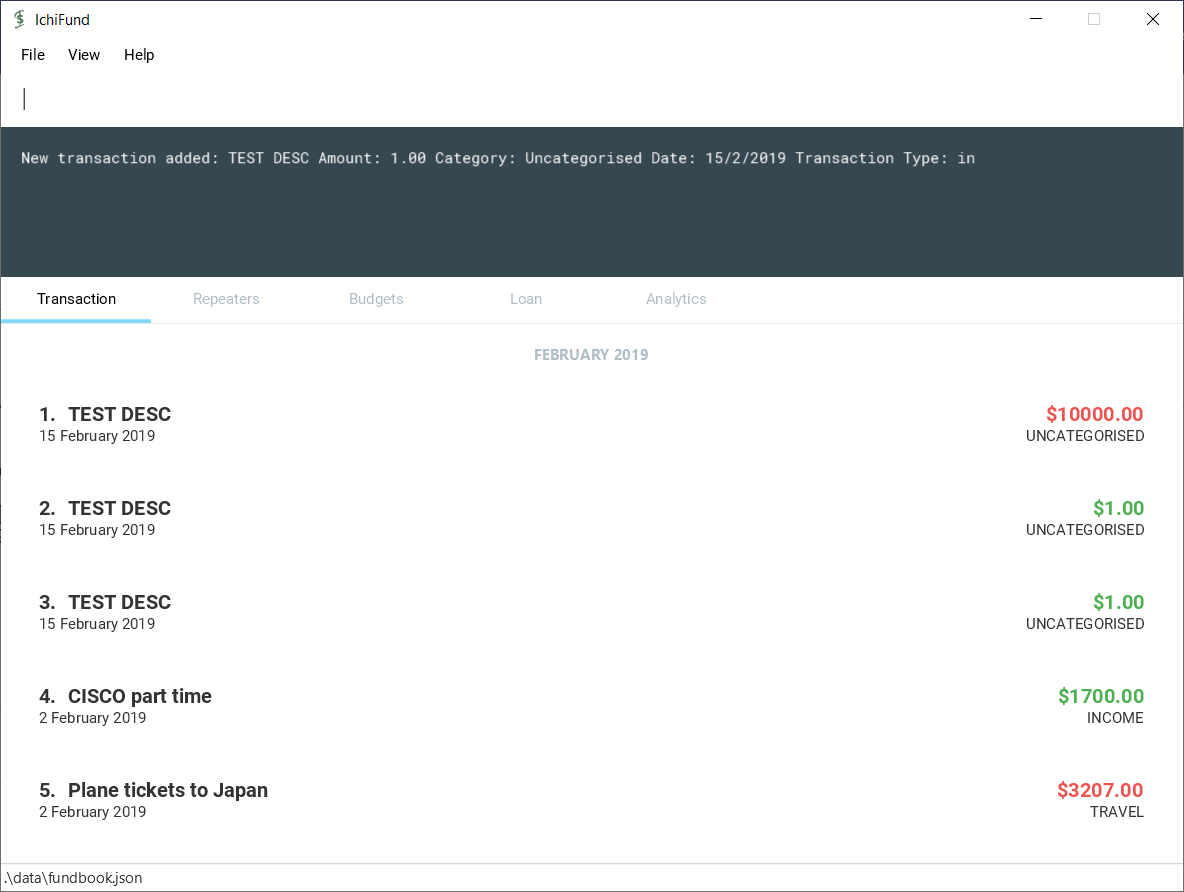 IchiFund
File View Help
New transaction added: TEST DESC Amount: 1.00 Category: Uncategorised Date: 15/2/2019 Transaction Type: in
Transaction Repeaters Budgets Loan Analytics
FEBRUARY 2019
1. TEST DESC $10000.00
15 February 2019 UNCATEGORISED
2. TEST DESC $1.00
15 February 2019 UNCATEGORISED
3. TEST DESC $1.00
15 February 2019 UNCATEGORISED
4. CISCO part time $1700.00
2 February 2019 INCOME
5. Plane tickets to Japan $3207.00
2 February 2019 TRAVEL
.\data\fundbook.json